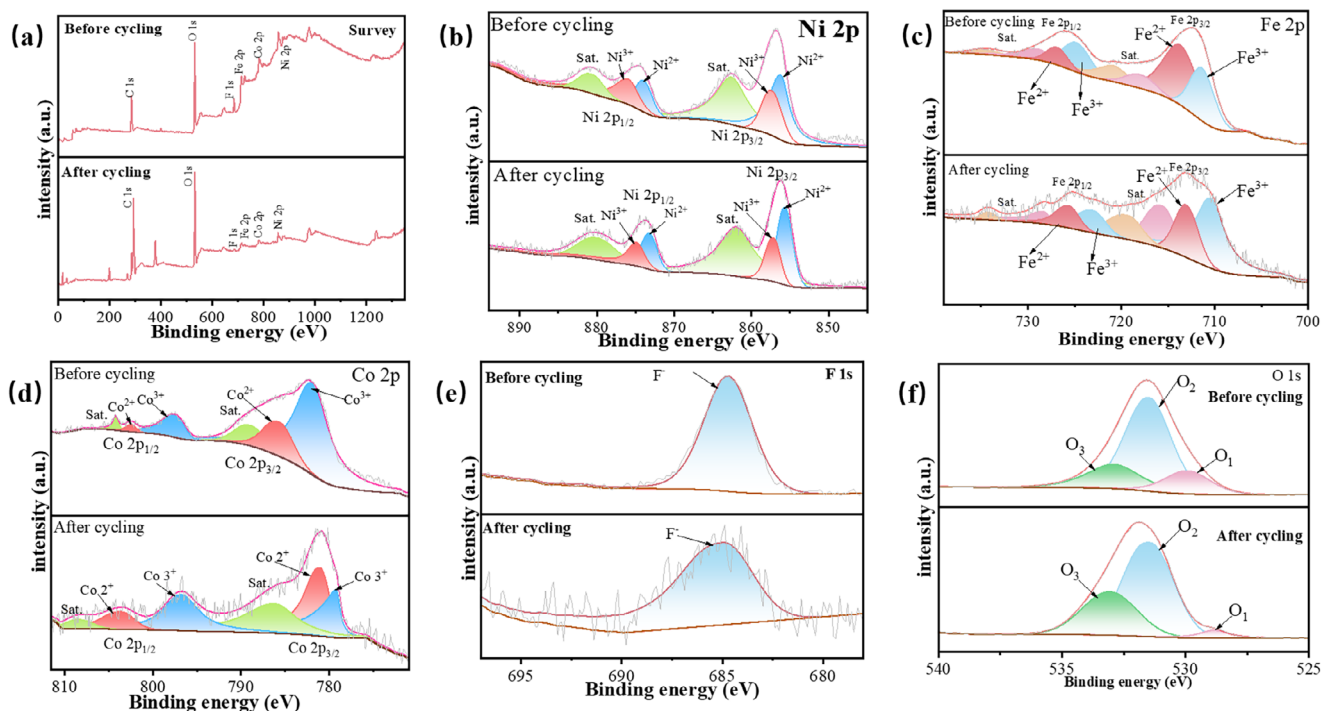 (a)
Before cycling
Survey
C 1s
O 1s
F 1s
Fe 2p
Co 2p
Ni 2p
After cycling
C 1s
O 1s
F 1s
Fe 2p
Co 2p
Ni 2p
intensity (a.u.)
0 200 400 600 800 1000 1200
Binding energy (eV)
(b)
Before cycling
Ni 2p
Sat.
Ni3+
Ni2+
Ni 2p1/2
Sat.
Ni3+
Ni2+
Ni 2p3/2
After cycling
Sat.
Ni3+
Ni 2p1/2
Ni2+
Sat.
Ni3+
Ni 2p3/2
Ni2+
intensity (a.u.)
890 880 870 860 850
Binding energy (eV)
(c)
Before cycling
Fe 2p1/2
Fe 2p3/2
Fe 2p
Sat.
Sat.
Fe2+
Fe3+
Fe2+
Fe3+
After cycling
Sat.
Fe 2p1/2
Sat.
Fe2+
Fe 2p3/2
Fe3+
Fe2+
Fe3+
intensity (a.u.)
730 720 710 700
Binding energy (eV)
(d)
Before cycling
Co 2p
Sat.
Co2+
Co3+
Co 2p1/2
Sat.
Co2+
Co3+
Co 2p3/2
After cycling
Sat.
Co 2+
Co 3+
Co 2p1/2
Sat.
Co 2+
Co 3+
Co 2p3/2
intensity (a.u.)
810 800 790 780
Binding energy (eV)
(e)
Before cycling
F-
F 1s
After cycling
F-
intensity (a.u.)
695 690 685 680
Binding energy (eV)
(f)
O 1s
Before cycling
O3
O2
O1
After cycling
O3
O2
O1
intensity (a.u.)
540 535 530 525
Binding energy (eV)